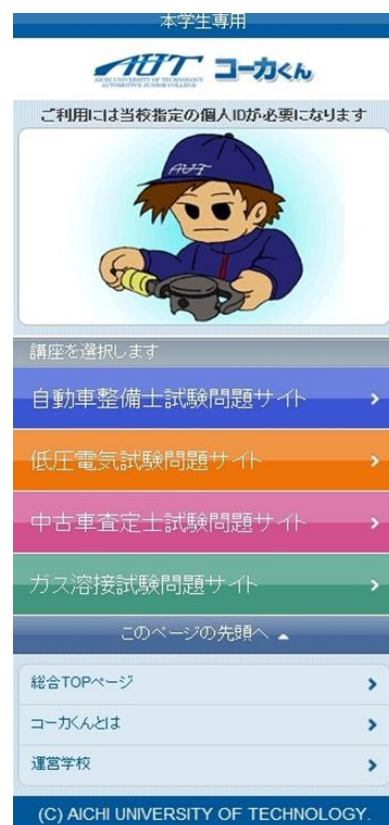 本学生専用
AUT コーカくん
AICHI UNIVERSITY OF TECHNOLOGY
AUTOMOTIVE JUNIOR COLLEGE
ご利用には当校指定の個人IDが必要になります
AUT
講座を選択します
自動車整備士試験問題サイト
低圧電気試験問題サイト
中古車査定士試験問題サイト
ガス溶接試験問題サイト
このページの先頭へ
総合TOPページ
コーカくんとは
運営学校
(C) AICHI UNIVERSITY OF TECHNOLOGY.